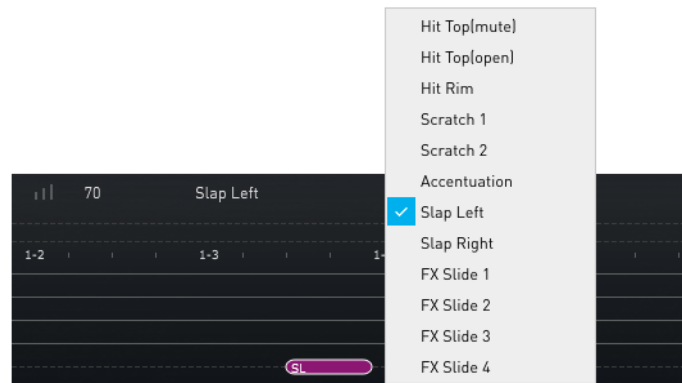 Hit Top(mute)
Hit Top(open)
Hit Rim
Scratch 1
Scratch 2
Accentuation
70 Slap Left
Slap Left
Slap Right
1-2 1-3 1-
FX Slide 1
FX Slide 2
FX Slide 3
FX Slide 4
SL